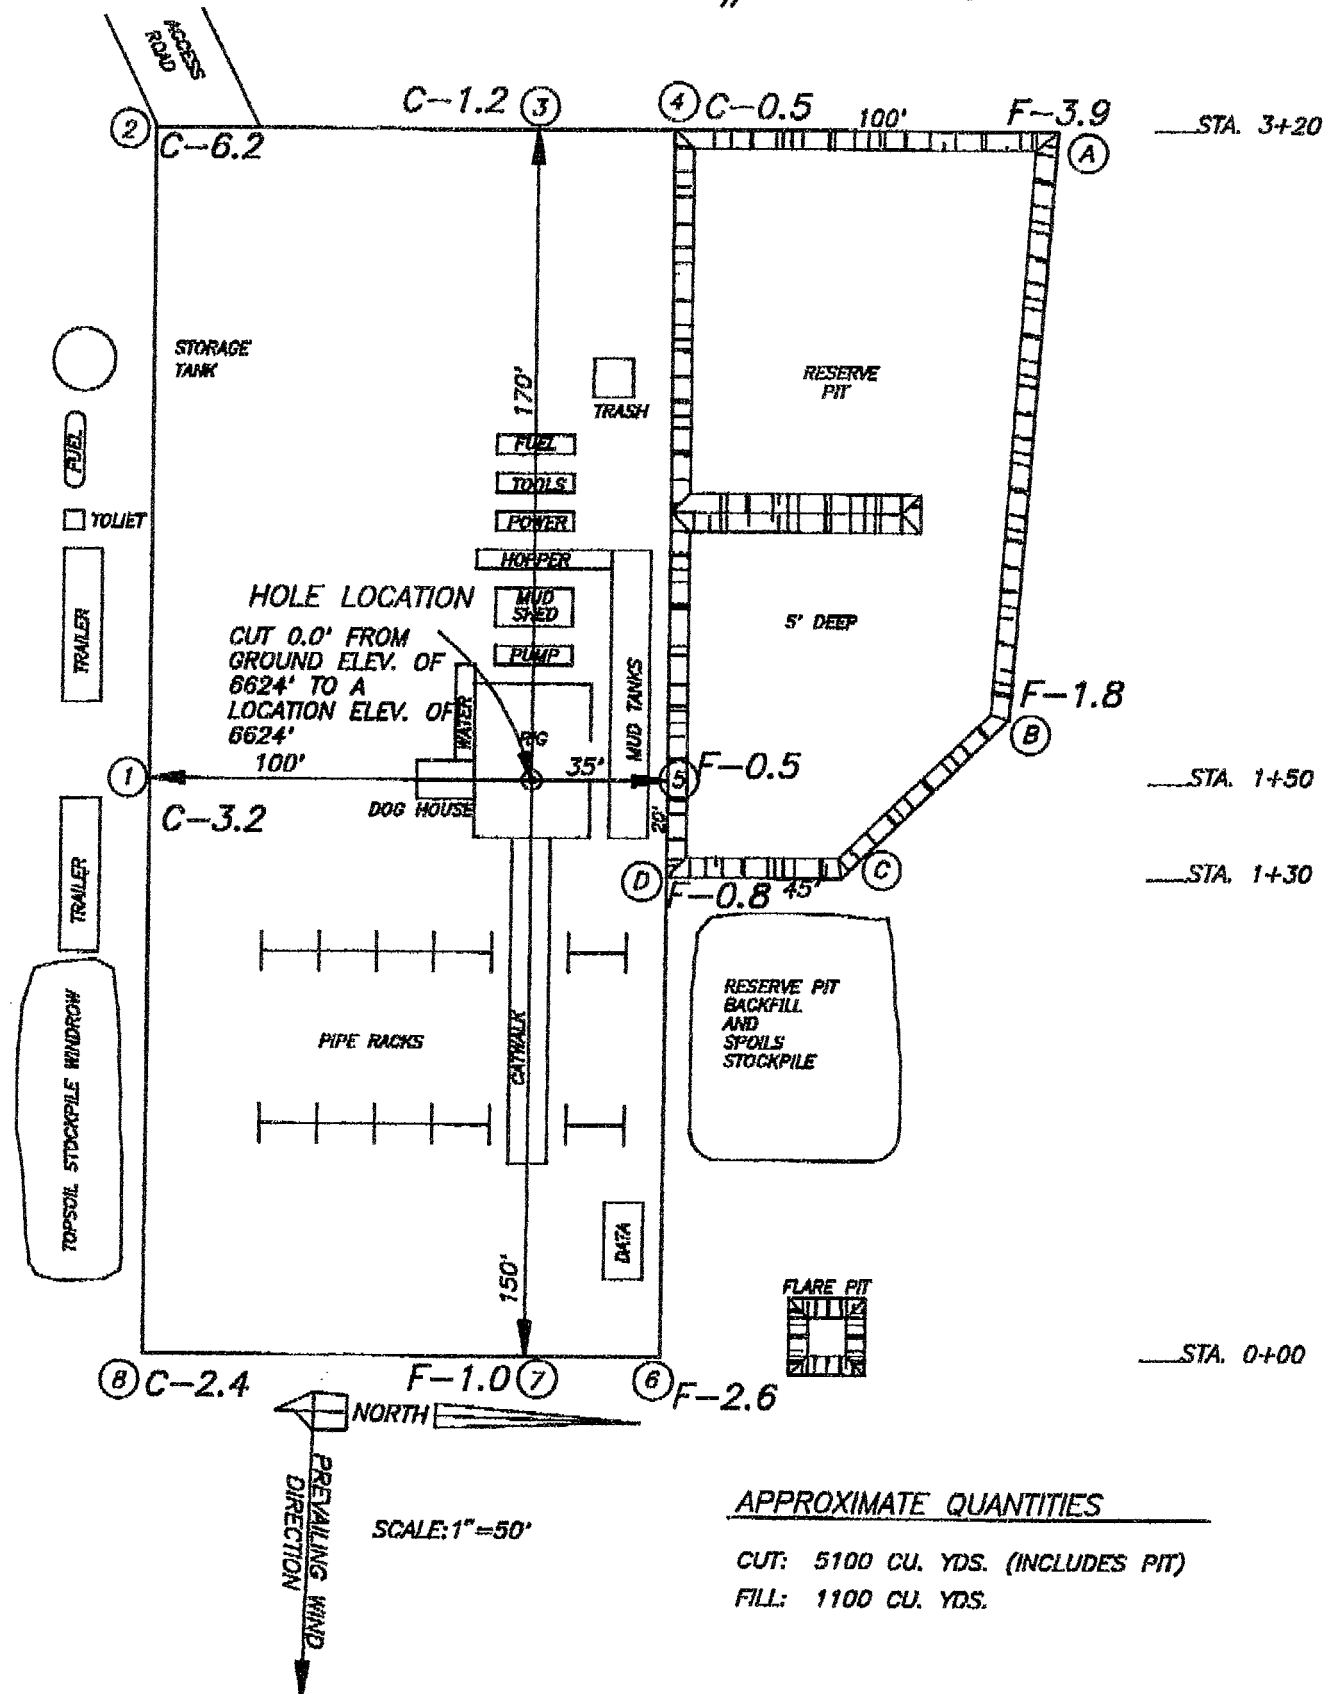 ACCESS
ROAD
2
C-6.2
C-1.2
3
4
C-0.5
100'
F-3.9
A
STA. 3+20
STORAGE
TANK
FUEL
TOLIET
TRAILER
170'
TRASH
FUEL
TOOLS
POWER
HOPPER
MUD
SHED
PUMP
RESERVE
PIT
5' DEEP
HOLE LOCATION
CUT 0.0' FROM
GROUND ELEV. OF
6624' TO A
LOCATION ELEV. OF
6624'
WATER
RIG
MUD TANKS
F-1.8
B
1
100'
35'
5
F-0.5
STA. 1+50
C-3.2
DOG HOUSE
20'
TRAILER
D
F-0.8
45'
C
STA. 1+30
PIPE RACKS
CATWALK
RESERVE PIT
BACKFILL
AND
SPOILS
STOCKPILE
TOPSOIL STOCKPILE WINDROW
DATA
150'
FLARE PIT
STA. 0+00
8
C-2.4
F-1.0
7
6
F-2.6
NORTH
PREVAILING WIND
DIRECTION
SCALE: 1"=50'
APPROXIMATE QUANTITIES
CUT: 5100 CU. YDS. (INCLUDES PIT)
FILL: 1100 CU. YDS.